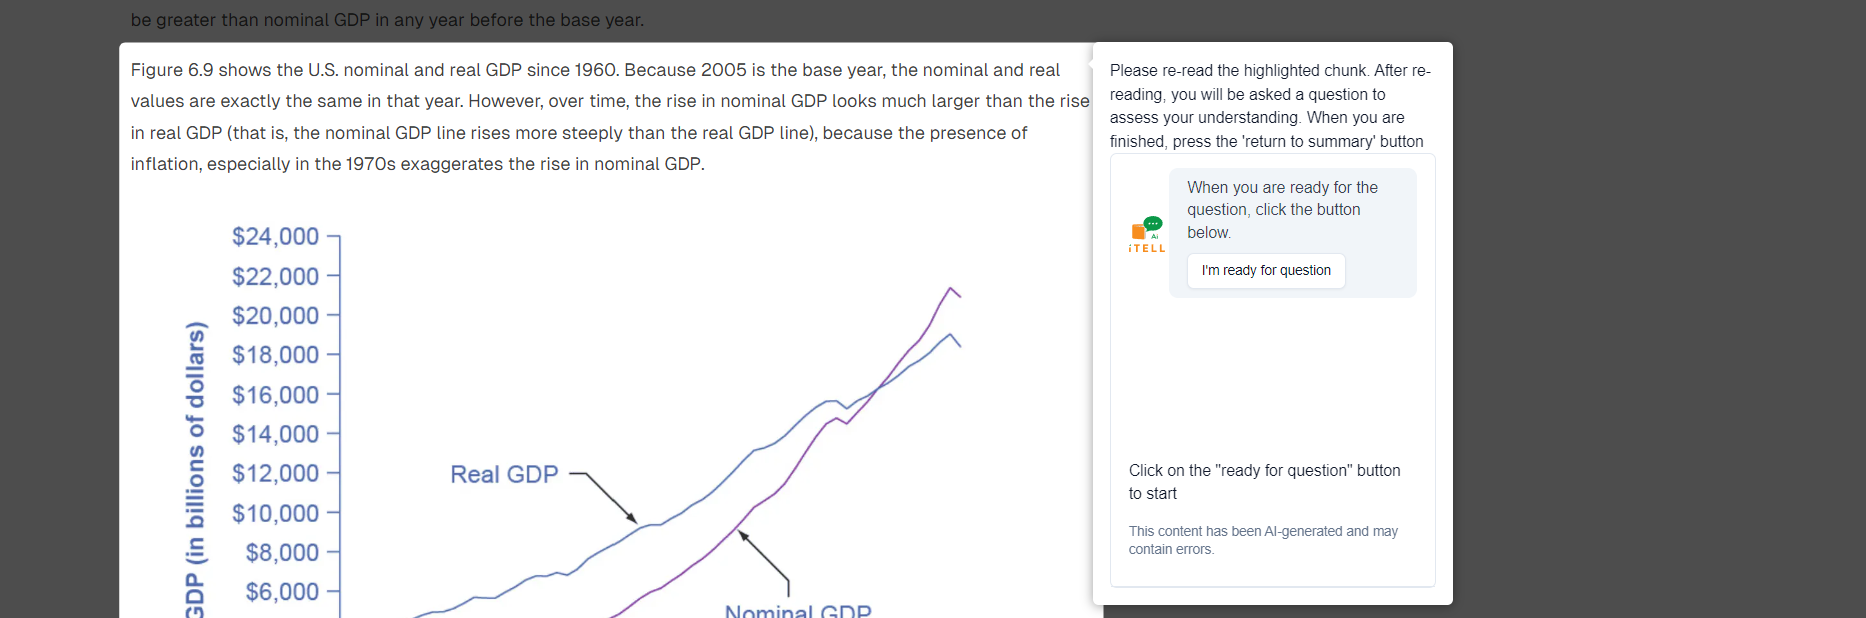 be greater than nominal GDP in any year before the base year.
Figure 6.9 shows the U.S. nominal and real GDP since 1960. Because 2005 is the base year, the nominal and real
values are exactly the same in that year. However, over time, the rise in nominal GDP looks much larger than the rise
in real GDP (that is, the nominal GDP line rises more steeply than the real GDP line), because the presence of
inflation, especially in the 1970s exaggerates the rise in nominal GDP.
$24,000
$22,000
$20,000
$18,000
$16,000
$14,000
$12,000
$10,000
$8,000
$6,000
GDP (in billions of dollars)
Real GDP
Nominal GDP
Please re-read the highlighted chunk. After re-
reading, you will be asked a question to
assess your understanding. When you are
finished, press the 'return to summary' button
When you are ready for the
question, click the button
below.
I'm ready for question
Ai
iTELL
Click on the "ready for question" button
to start
This content has been AI-generated and may
contain errors.